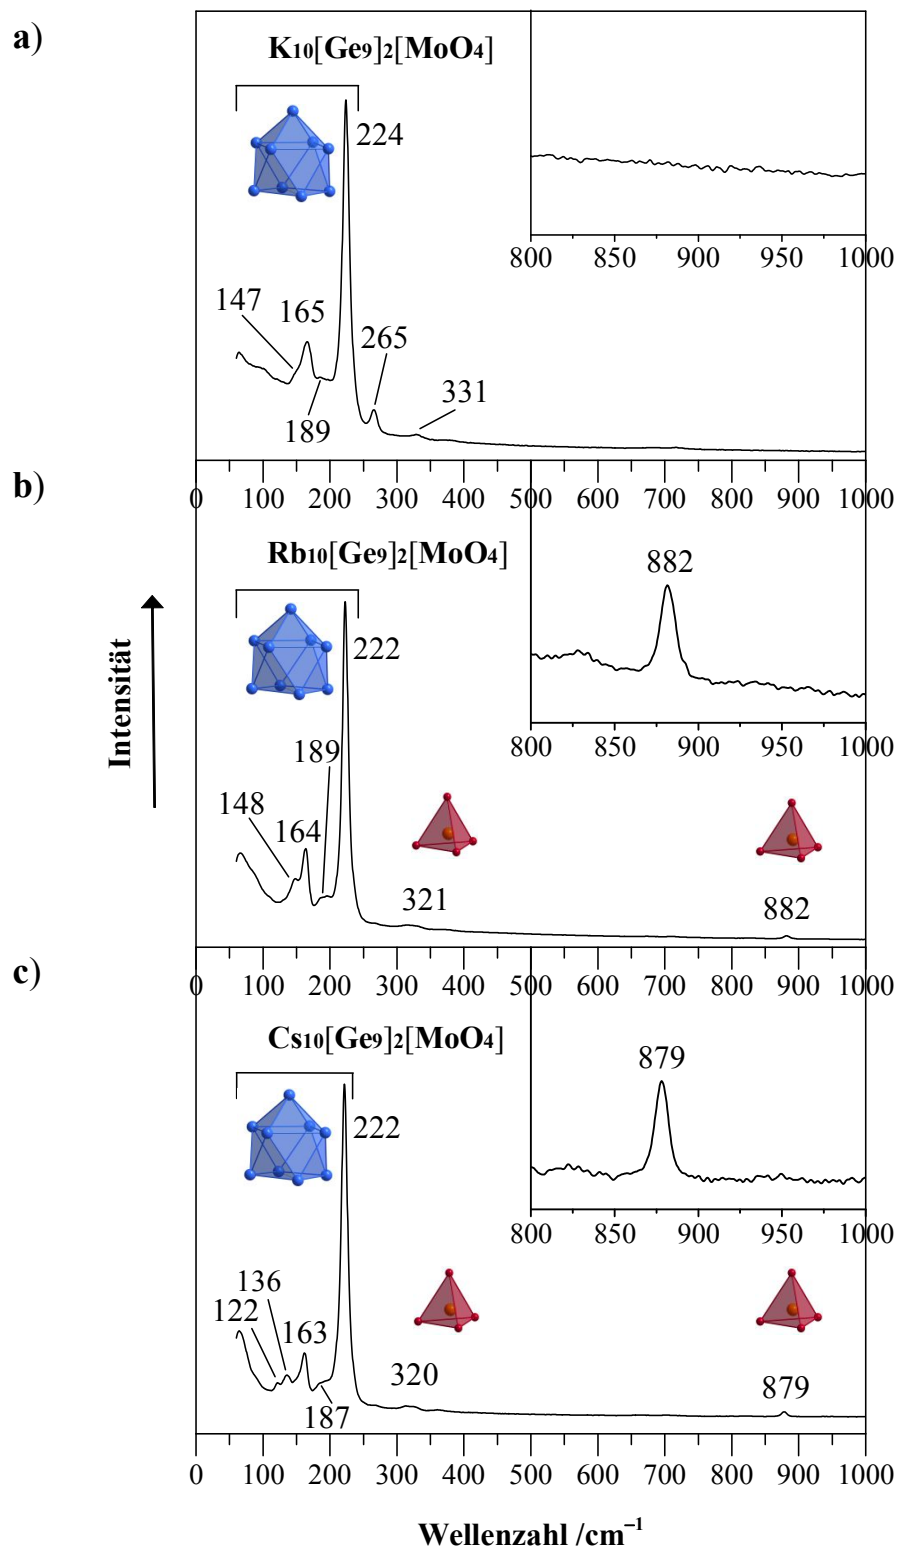 a)
K10[Ge9]2[MoO4]
224
147
165
265
189
331
800 850 900 950 1000
0 100 200 300 400 500 600 700 800 900 1000
b)
Rb10[Ge9]2[MoO4]
882
222
189
148
164
321
882
800 850 900 950 1000
0 100 200 300 400 500 600 700 800 900 1000
Intensität
c)
Cs10[Ge9]2[MoO4]
879
222
136
122
163
187
320
879
800 850 900 950 1000
0 100 200 300 400 500 600 700 800 900 1000
Wellenzahl /cm–1